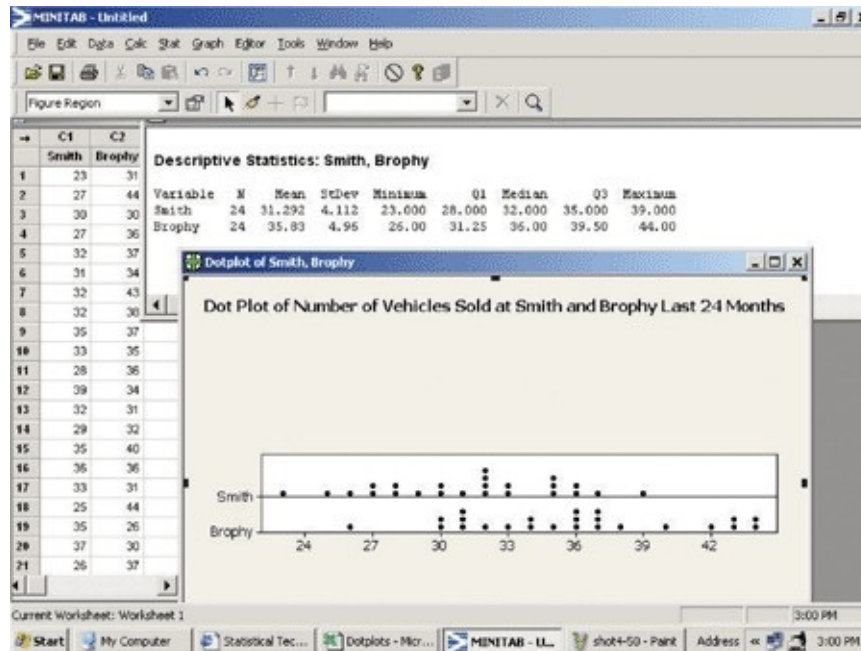 MINITAB - Untitled
File Edit Data Calc Stat Graph Editor Tools Window Help
Figure Region
C1 C2
Smith Brophy
1 23 31
2 27 44
3 30 30
4 27 36
5 32 37
6 31 34
7 32 43
8 32 38
9 35 37
10 33 35
11 28 36
12 39 34
13 32 31
14 29 32
15 35 40
16 36 36
17 33 31
18 25 44
19 35 26
20 37 30
21 26 37
Descriptive Statistics: Smith, Brophy
Variable N Mean StDev Minimum Q1 Median Q3 Maximum
Smith 24 31.292 4.112 23.000 28.000 32.000 35.000 39.000
Brophy 24 35.83 4.96 26.00 31.25 36.00 39.50 44.00
Dotplot of Smith, Brophy
Dot Plot of Number of Vehicles Sold at Smith and Brophy Last 24 Months
Smith
Brophy
24 27 30 33 36 39 42
Current Worksheet: Worksheet 1
3:00 PM
Start My Computer Statistical Tec... Dotplots - Micr... MINITAB - U... shot4-50 - Paint Address « 3:00 PM